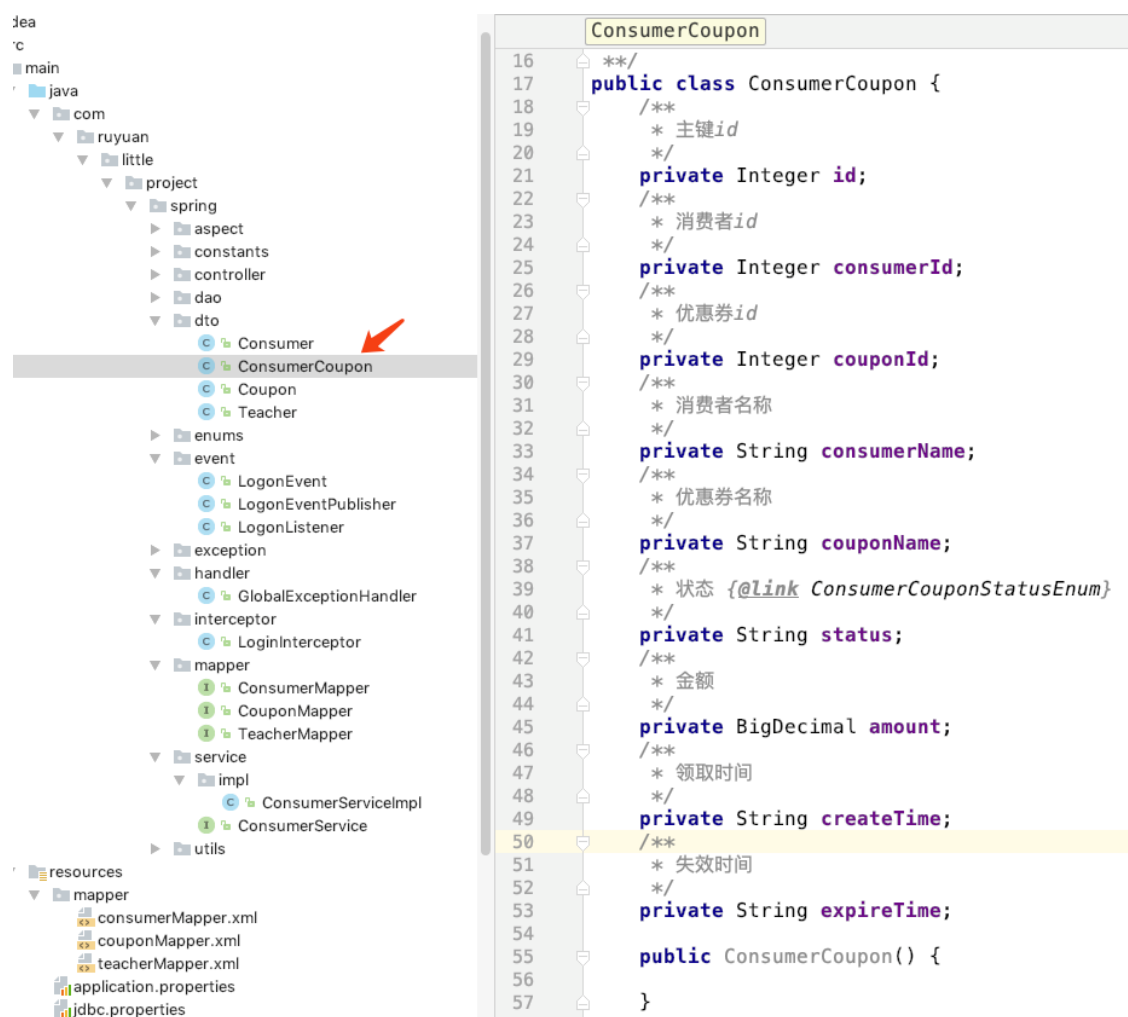 dea
rc
main
java
com
ruyuan
little
project
spring
aspect
constants
controller
dao
dto
Consumer
ConsumerCoupon
Coupon
Teacher
enums
event
LogonEvent
LogonEventPublisher
LogonListener
exception
handler
GlobalExceptionHandler
interceptor
LoginInterceptor
mapper
ConsumerMapper
CouponMapper
TeacherMapper
service
impl
ConsumerServiceImpl
ConsumerService
utils
resources
mapper
consumerMapper.xml
couponMapper.xml
teacherMapper.xml
application.properties
jdbc.properties
ConsumerCoupon
16 **/
17 public class ConsumerCoupon {
18 /**
19 * 主键id
20 */
21 private Integer id;
22 /**
23 * 消费者id
24 */
25 private Integer consumerId;
26 /**
27 * 优惠券id
28 */
29 private Integer couponId;
30 /**
31 * 消费者名称
32 */
33 private String consumerName;
34 /**
35 * 优惠券名称
36 */
37 private String couponName;
38 /**
39 * 状态 {@link ConsumerCouponStatusEnum}
40 */
41 private String status;
42 /**
43 * 金额
44 */
45 private BigDecimal amount;
46 /**
47 * 领取时间
48 */
49 private String createTime;
50 /**
51 * 失效时间
52 */
53 private String expireTime;
54
55 public ConsumerCoupon() {
56
57 }